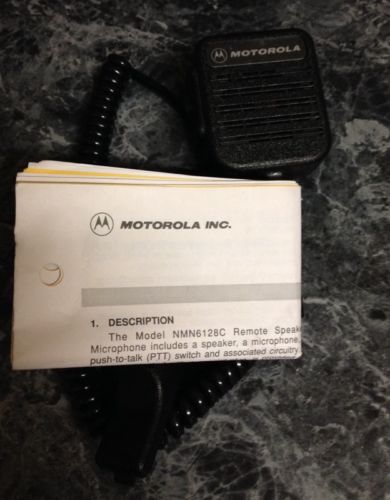 MOTOROLA
MOTOROLA INC.
1. DESCRIPTION
The Model NMN6128C Remote Speak
Microphone includes a speaker, a microphone,
push-to-talk (PTT) switch and associated circuitry.